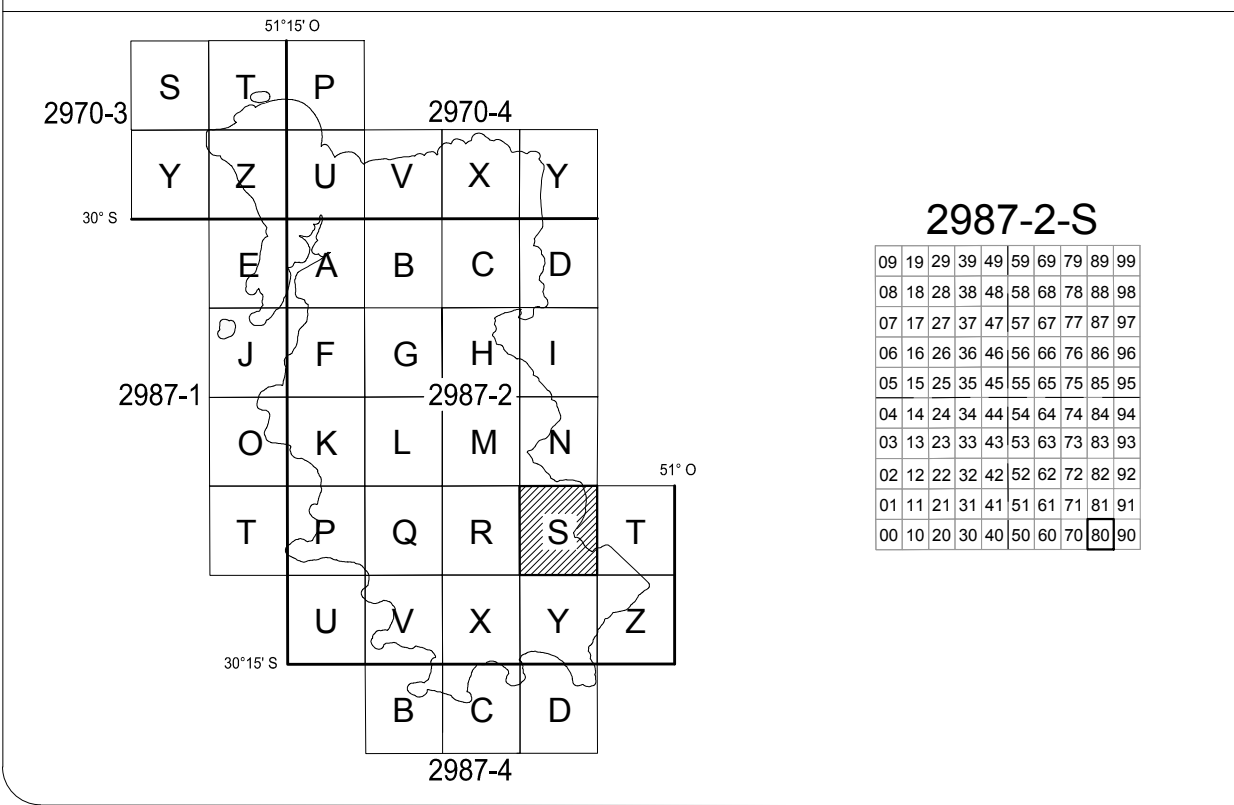 51°15' O
S T P
2970-3 2970-4
Y Z U V X Y
30° S
E A B C D
J F G H I
2987-1 2987-2
O K L M N
51° O
T P Q R S T
U V X Y Z
30°15' S
B C D
2987-4
2987-2-S
09 19 29 39 49 59 69 79 89 99
08 18 28 38 48 58 68 78 88 98
07 17 27 37 47 57 67 77 87 97
06 16 26 36 46 56 66 76 86 96
05 15 25 35 45 55 65 75 85 95
04 14 24 34 44 54 64 74 84 94
03 13 23 33 43 53 63 73 83 93
02 12 22 32 42 52 62 72 82 92
01 11 21 31 41 51 61 71 81 91
00 10 20 30 40 50 60 70 80 90